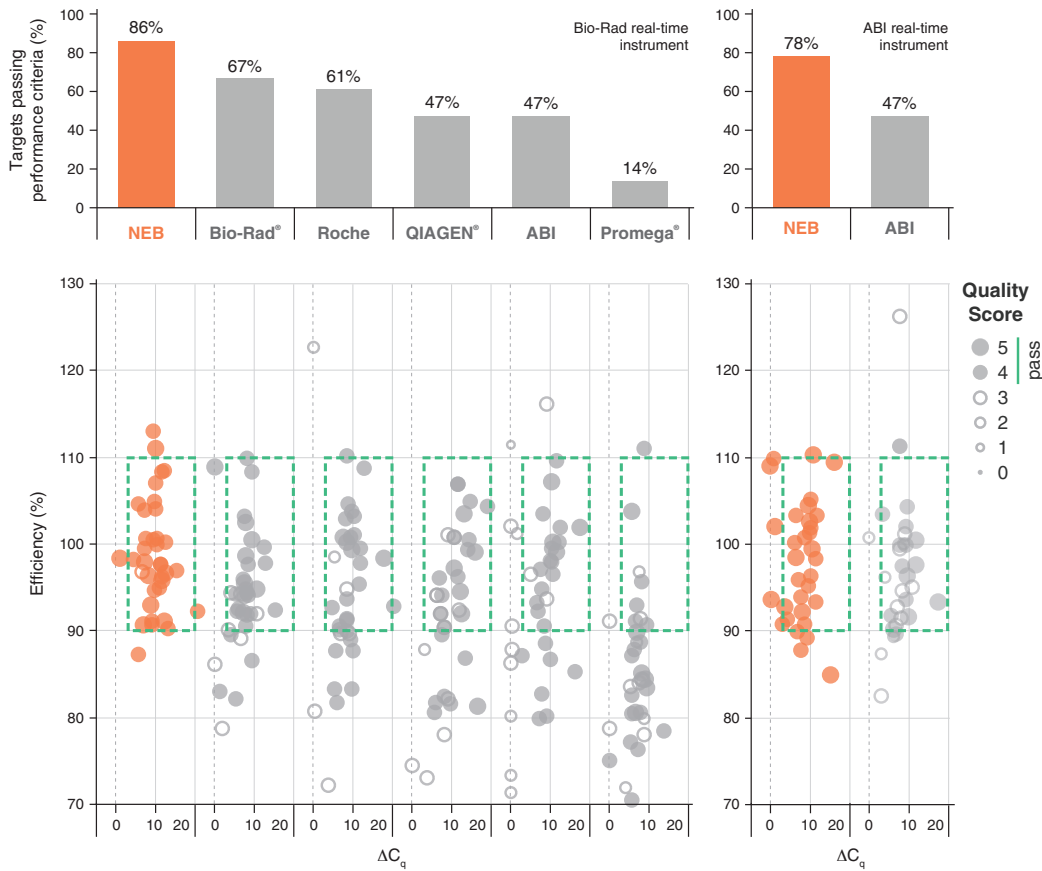 Targets passing
performance criteria (%)
100
80
60
40
20
0
86%
67%
61%
47%
47%
14%
Bio-Rad real-time
instrument
NEB
Bio-Rad®
Roche
QIAGEN®
ABI
Promega®
100
80
60
40
20
0
78%
47%
ABI real-time
instrument
NEB
ABI
Efficiency (%)
130
120
110
100
90
80
70
0 10 20 0 10 20 0 10 20 0 10 20 0 10 20 0 10 20
ΔCq
130
120
110
100
90
80
70
0 10 20 0 10 20
ΔCq
Quality
Score
5
4
3
2
1
0
pass